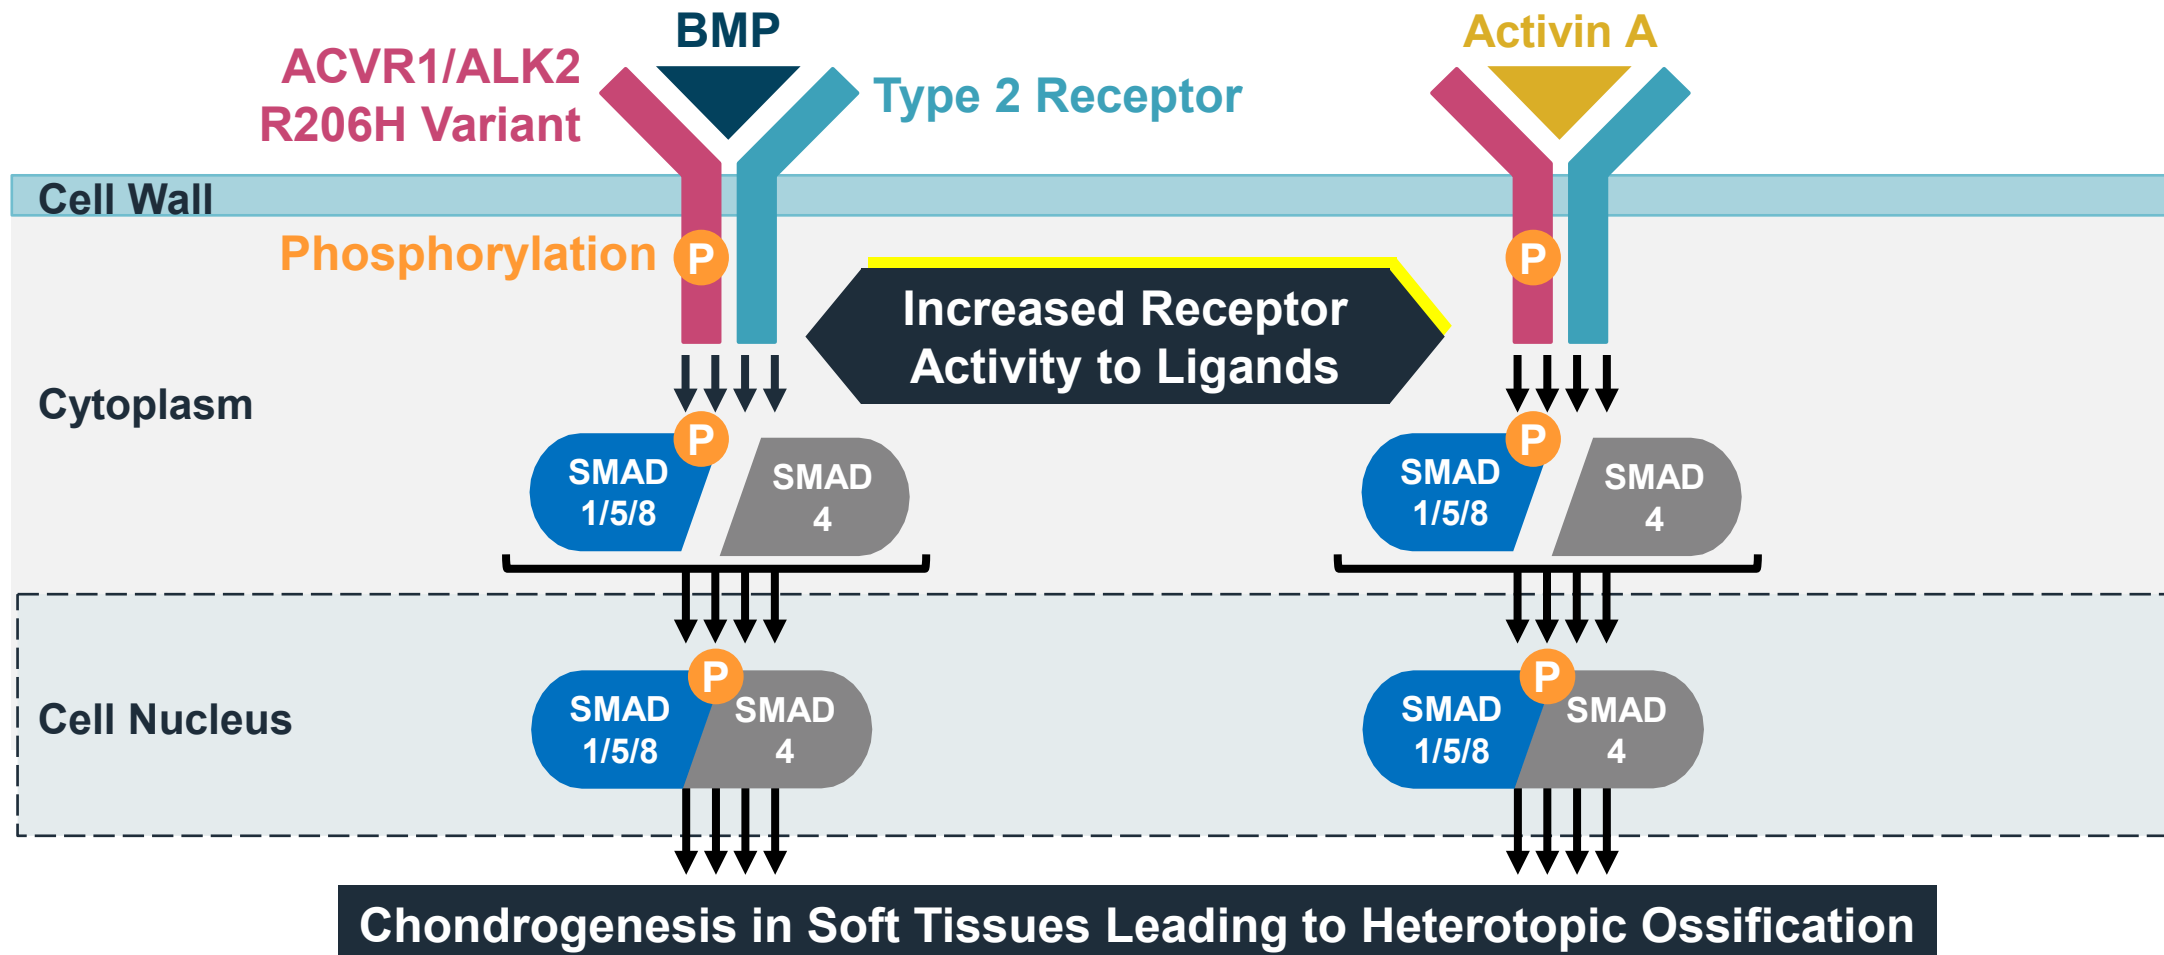 BMP
Activin A
ACVR1/ALK2
R206H Variant
Type 2 Receptor
Cell Wall
Phosphorylation
P
P
Increased Receptor
Activity to Ligands
Cytoplasm
P
SMAD
1/5/8
SMAD
4
P
SMAD
1/5/8
SMAD
4
Cell Nucleus
P
SMAD
1/5/8
SMAD
4
P
SMAD
1/5/8
SMAD
4
Chondrogenesis in Soft Tissues Leading to Heterotopic Ossification